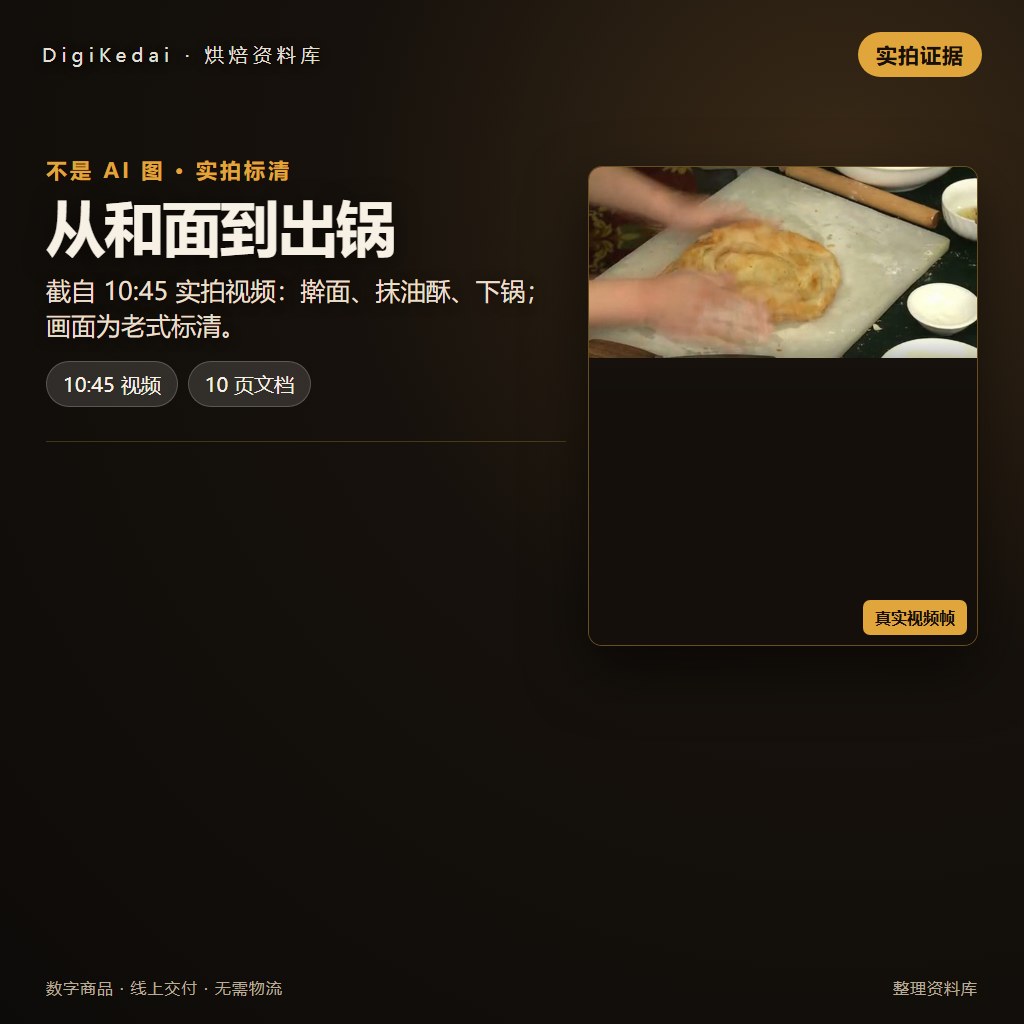 DigiKedai · 烘焙资料库
实拍证据
不是 AI 图 · 实拍标清
从和面到出锅
截自 10:45 实拍视频：擀面、抹油酥、下锅；
画面为老式标清。
10:45 视频
10 页文档
真实视频帧
数字商品 · 线上交付 · 无需物流
整理资料库